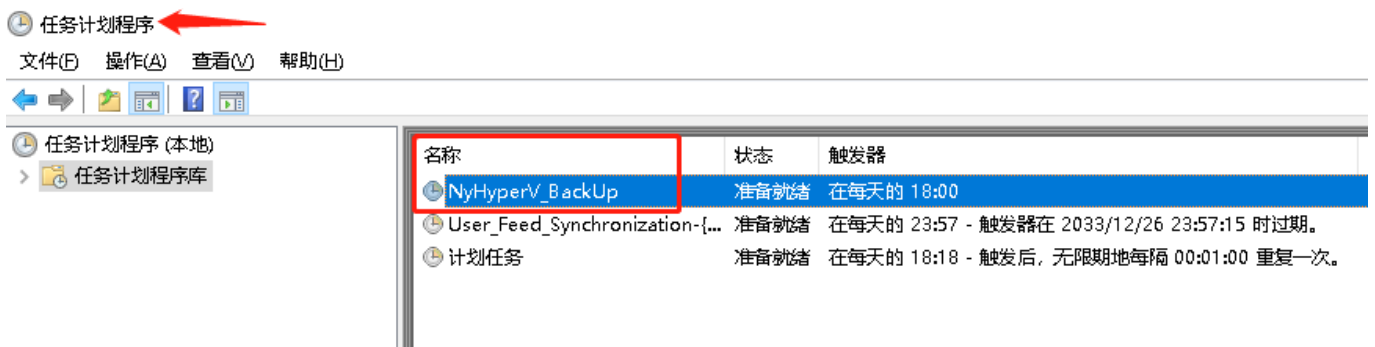 任务计划程序
文件(F) 操作(A) 查看(V) 帮助(H)
任务计划程序 (本地)
任务计划程序库
名称 状态 触发器
NyHyperV_BackUp 准备就绪 在每天的 18:00
User_Feed_Synchronization-{... 准备就绪 在每天的 23:57 - 触发器在 2033/12/26 23:57:15 时过期。
计划任务 准备就绪 在每天的 18:18 - 触发后, 无限期地每隔 00:01:00 重复一次。